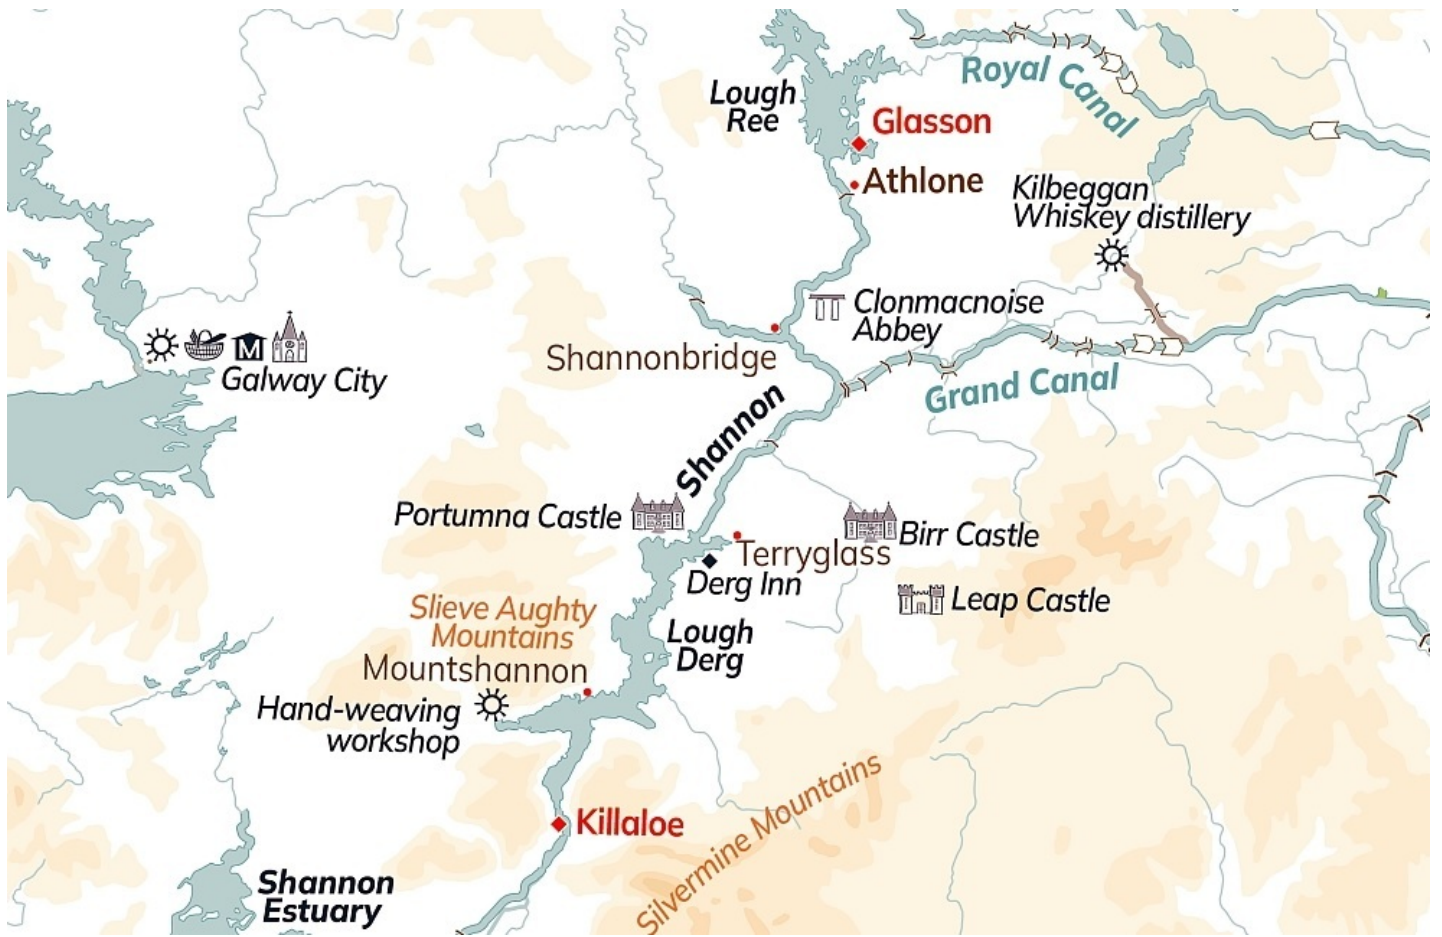 Lough
Ree
Royal Canal
Glasson
Athlone
Kilbeggan
Whiskey distillery
Clonmacnoise
Abbey
Shannonbridge
Galway City
Grand Canal
Shannon
Portumna Castle
Birr Castle
Terryglass
Derg Inn
Leap Castle
Slieve Aughty
Mountains
Lough
Derg
Mountshannon
Hand-weaving
workshop
Silvermine Mountains
Killaloe
Shannon
Estuary
M